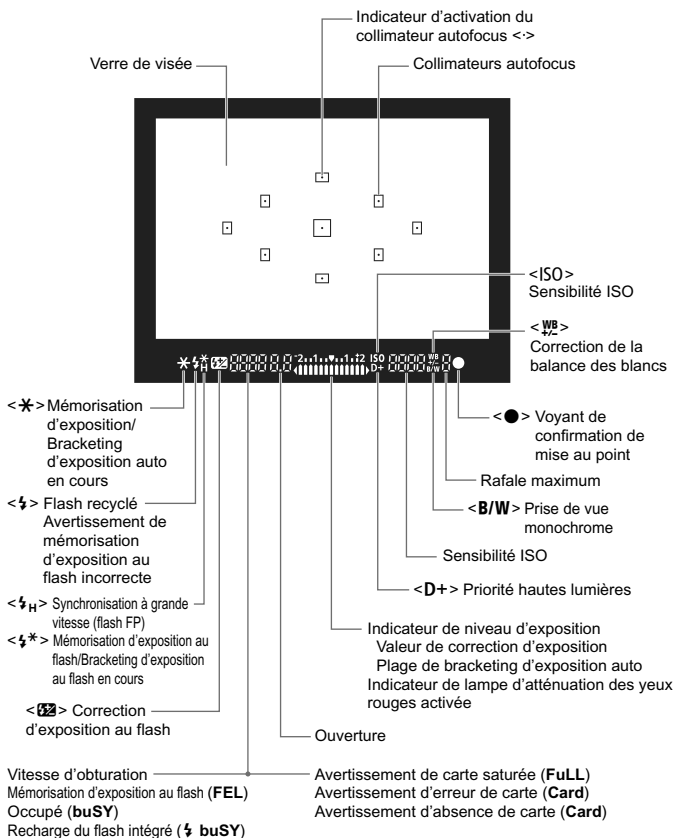 Indicateur d'activation du
collimateur autofocus <·>
Verre de visée
Collimateurs autofocus
<ISO>
Sensibilité ISO
<WB +/->
Correction de la
balance des blancs
-2..1..▼..1..+2 ISO WB +/-
H D+ B/W
<●> Voyant de
confirmation de
mise au point
Rafale maximum
<B/W> Prise de vue
monochrome
Sensibilité ISO
<D+> Priorité hautes lumières
<✱> Mémorisation
d'exposition/
Bracketing
d'exposition auto
en cours
<⚡> Flash recyclé
Avertissement de
mémorisation
d'exposition au
flash incorrecte
<⚡H> Synchronisation à grande
vitesse (flash FP)
<⚡✱> Mémorisation d'exposition au
flash/Bracketing d'exposition
au flash en cours
<⚡±> Correction
d'exposition au flash
Indicateur de niveau d'exposition
Valeur de correction d'exposition
Plage de bracketing d'exposition auto
Indicateur de lampe d'atténuation des yeux
rouges activée
Ouverture
Vitesse d'obturation
Mémorisation d'exposition au flash (FEL)
Occupé (buSY)
Recharge du flash intégré (⚡ buSY)
Avertissement de carte saturée (FuLL)
Avertissement d'erreur de carte (Card)
Avertissement d'absence de carte (Card)